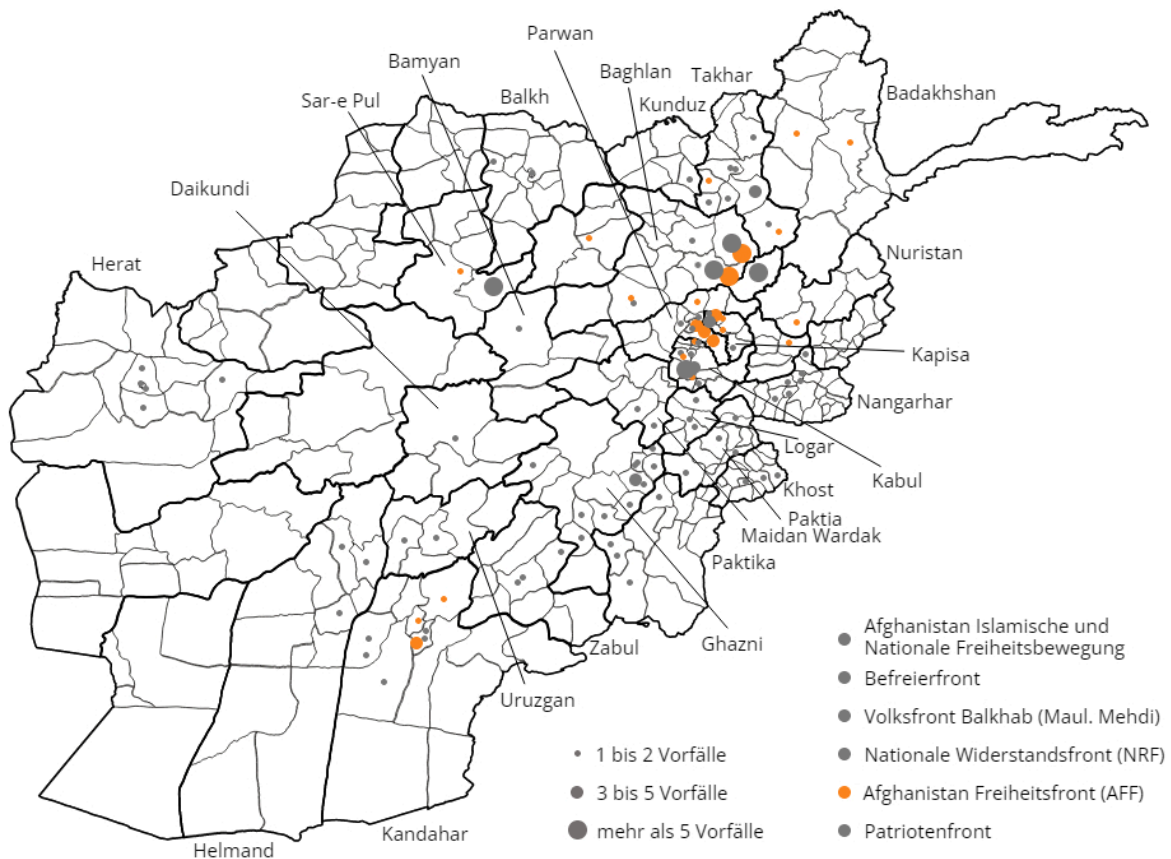 Parwan
Bamyan
Baghlan
Takhar
Sar-e Pul
Balkh
Kunduz
Badakhshan
Daikundi
Herat
Nuristan
Kapisa
Nangarhar
Logar
Kabul
Khost
Paktia
Maidan Wardak
Paktika
Ghazni
Zabul
Uruzgan
Kandahar
Helmand
1 bis 2 Vorfälle
3 bis 5 Vorfälle
mehr als 5 Vorfälle
Afghanistan Islamische und
Nationale Freiheitsbewegung
Befreierfront
Volksfront Balkhab (Maul. Mehdi)
Nationale Widerstandsfront (NRF)
Afghanistan Freiheitsfront (AFF)
Patriotenfront